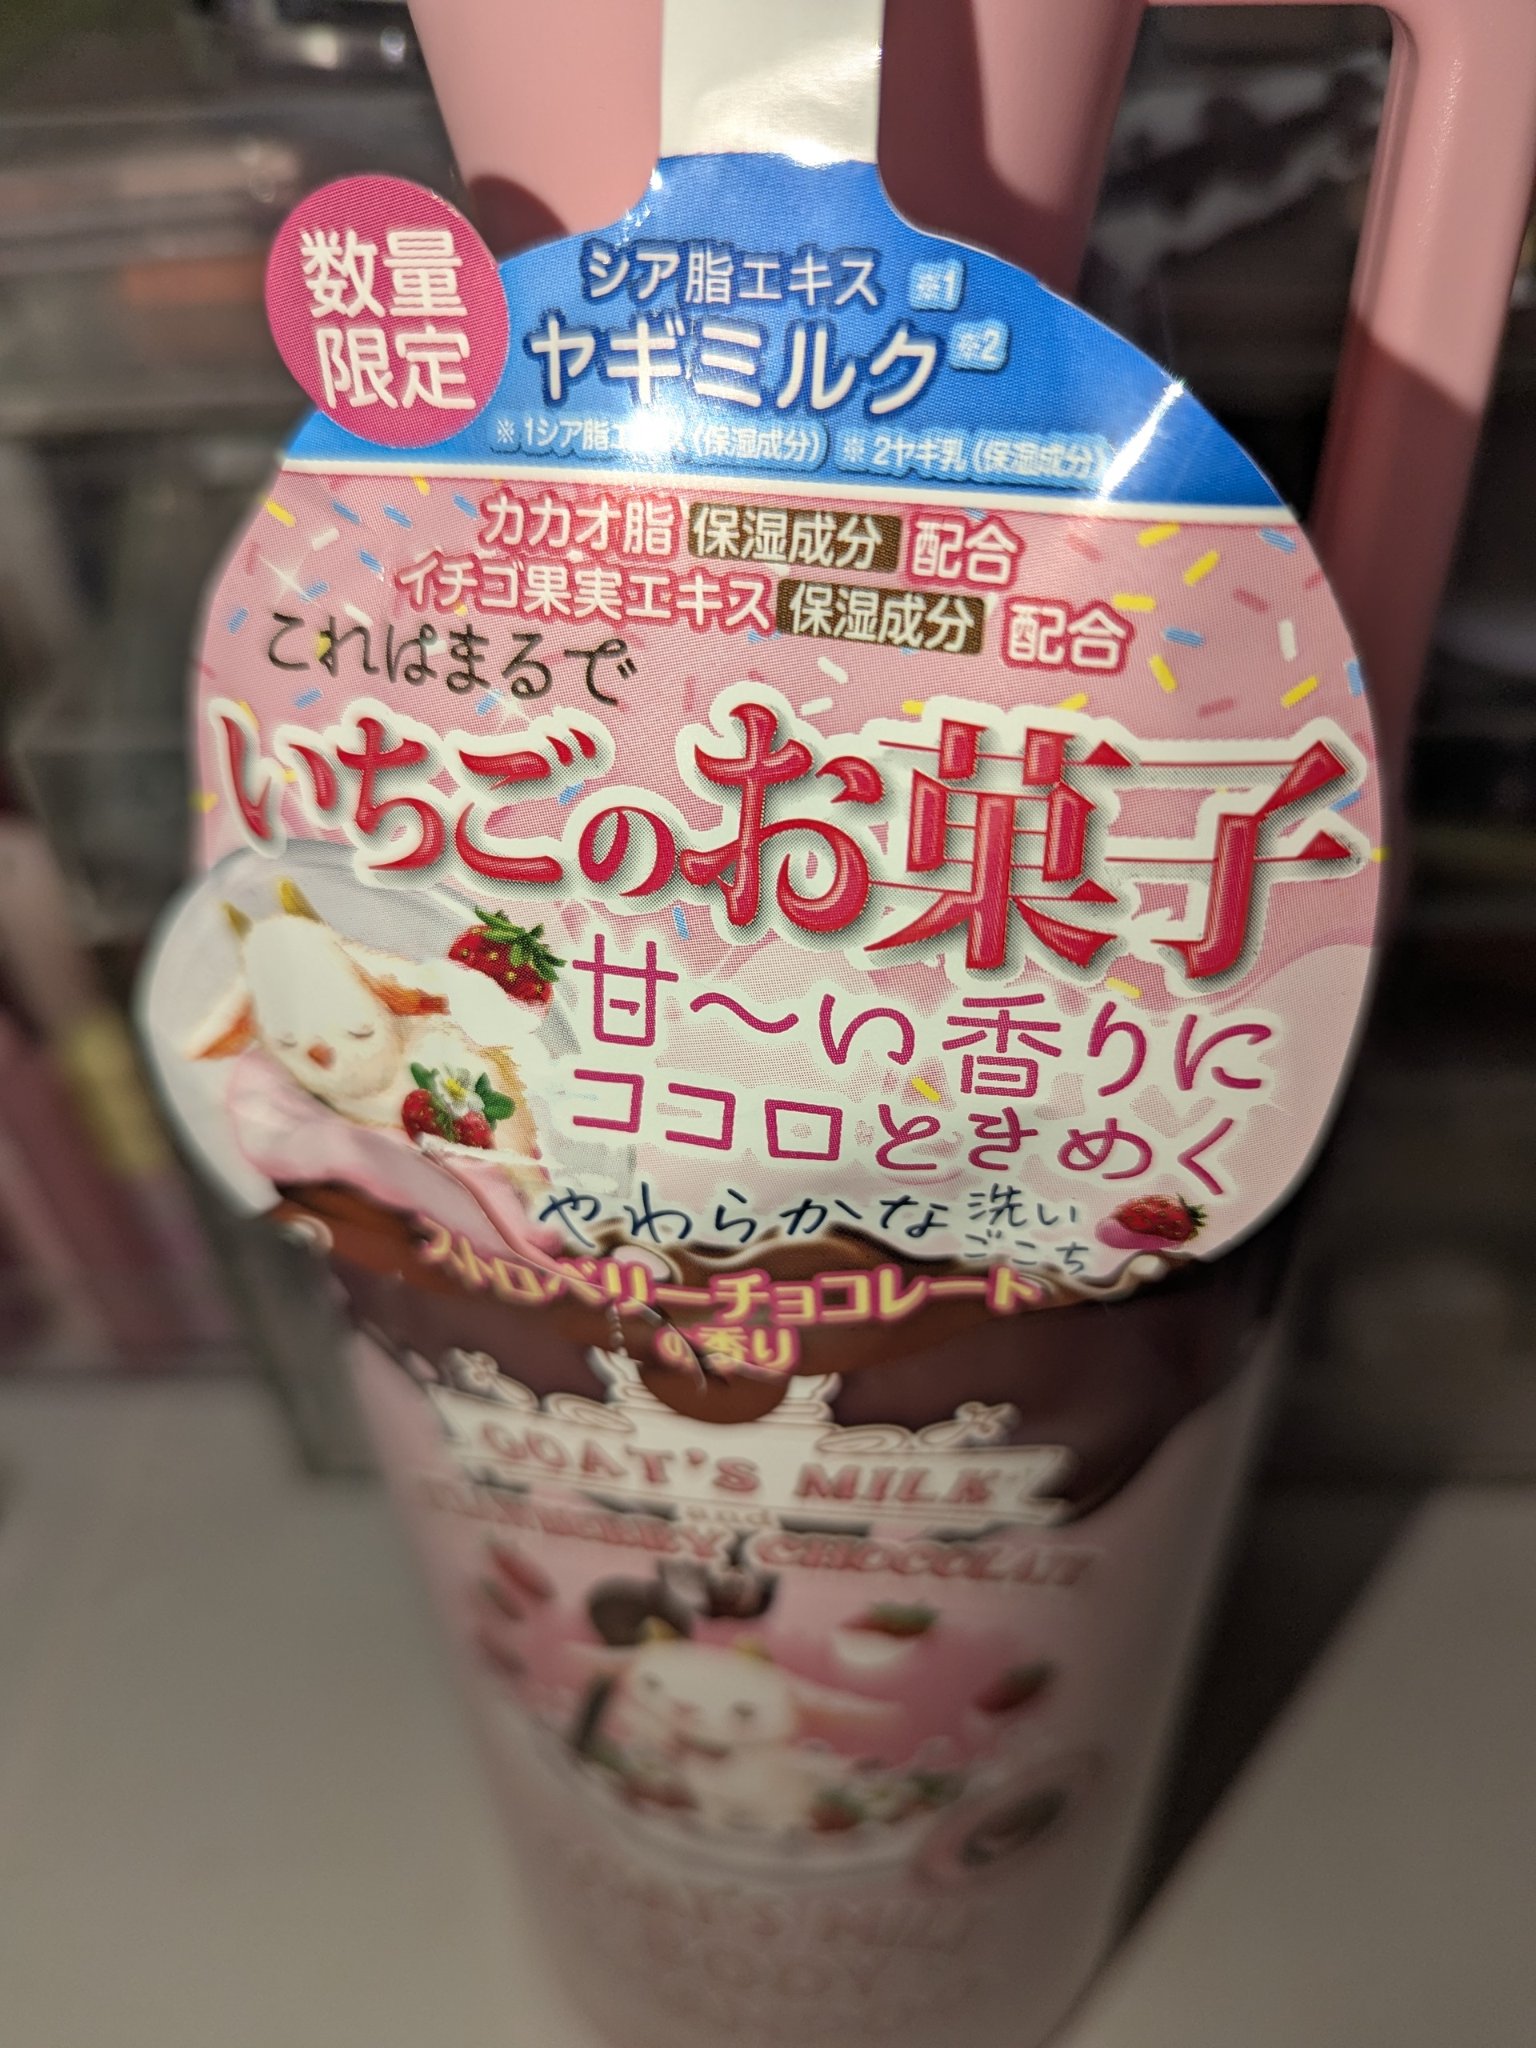 数量
限定
シア脂エキス ※1
ヤギミルク ※2
※1シア脂エキス(保湿成分) ※2ヤギ乳(保湿成分)
カカオ脂 保湿成分 配合
イチゴ果実エキス 保湿成分 配合
これはまるで
いちごのお菓子
甘〜い香りに
ココロときめく
やわらかな洗い
ごこち
ストロベリーチョコレート
の香り
GOAT'S MILK
and
STRAWBERRY CHOCOLATE
GOAT'S MILK
BODY